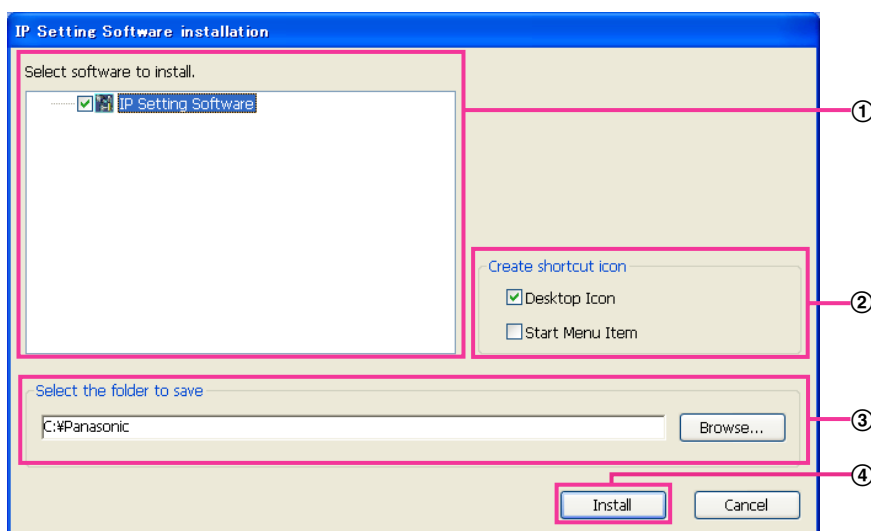 IP Setting Software installation
Select software to install.
IP Setting Software
①
Create shortcut icon
Desktop Icon
②
Start Menu Item
Select the folder to save
C:¥Panasonic
Browse...
③
④
Install
Cancel